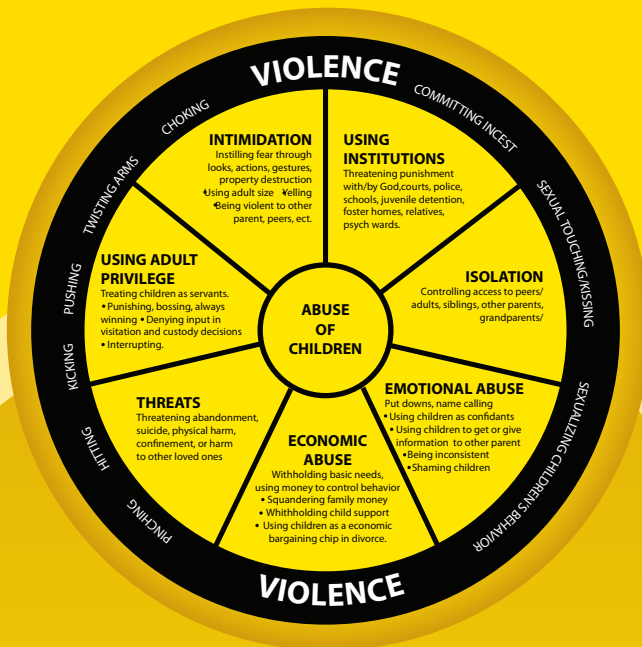 VIOLENCE
COMMITTING INCEST
SEXUAL TOUCHING/KISSING
SEXUALIZING CHILDREN'S BEHAVIOR
VIOLENCE
PINCHING
HITTING
KICKING
PUSHING
TWISTING ARMS
CHOKING
INTIMIDATION
Instilling fear through
looks, actions, gestures,
property destruction
•Using adult size •Yelling
•Being violent to other
parent, peers, ect.
USING
INSTITUTIONS
Threatening punishment
with/by God,courts, police,
schools, juvenile detention,
foster homes, relatives,
psych wards.
ISOLATION
Controlling access to peers/
adults, siblings, other parents,
grandparents/
EMOTIONAL ABUSE
Put downs, name calling
• Using children as confidants
• Using children to get or give
information to other parent
•Being inconsistent
•Shaming children
ECONOMIC
ABUSE
Withholding basic needs,
using money to control behavior
• Squandering family money
• Whithholding child support
• Using children as a economic
bargaining chip in divorce.
THREATS
Threatening abandonment,
suicide, physical harm,
confinement, or harm
to other loved ones
USING ADULT
PRIVILEGE
Treating children as servants.
• Punishing, bossing, always
winning • Denying input in
visitation and custody decisions
• Interrupting.
ABUSE
OF
CHILDREN